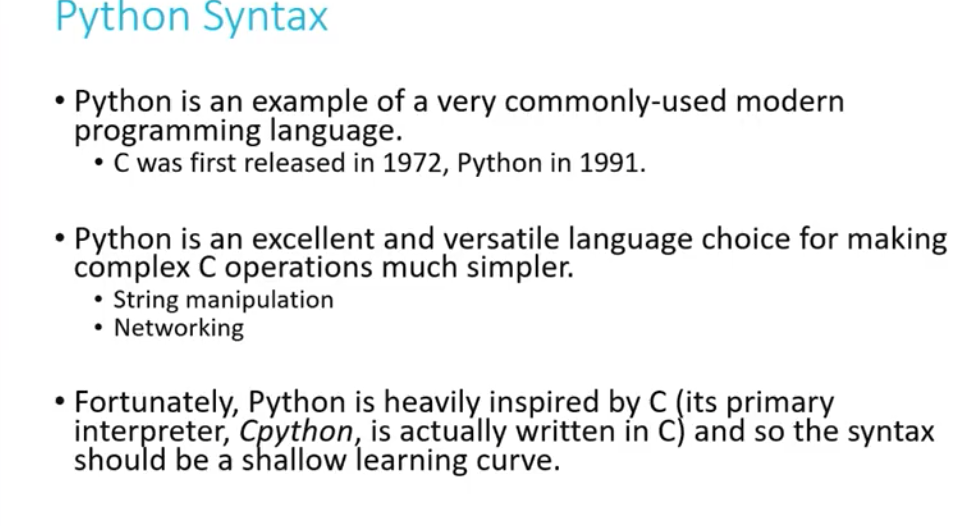 Python Syntax
• Python is an example of a very commonly-used modern
programming language.
• C was first released in 1972, Python in 1991.
• Python is an excellent and versatile language choice for making
complex C operations much simpler.
• String manipulation
• Networking
• Fortunately, Python is heavily inspired by C (its primary
interpreter, Cpython, is actually written in C) and so the syntax
should be a shallow learning curve.